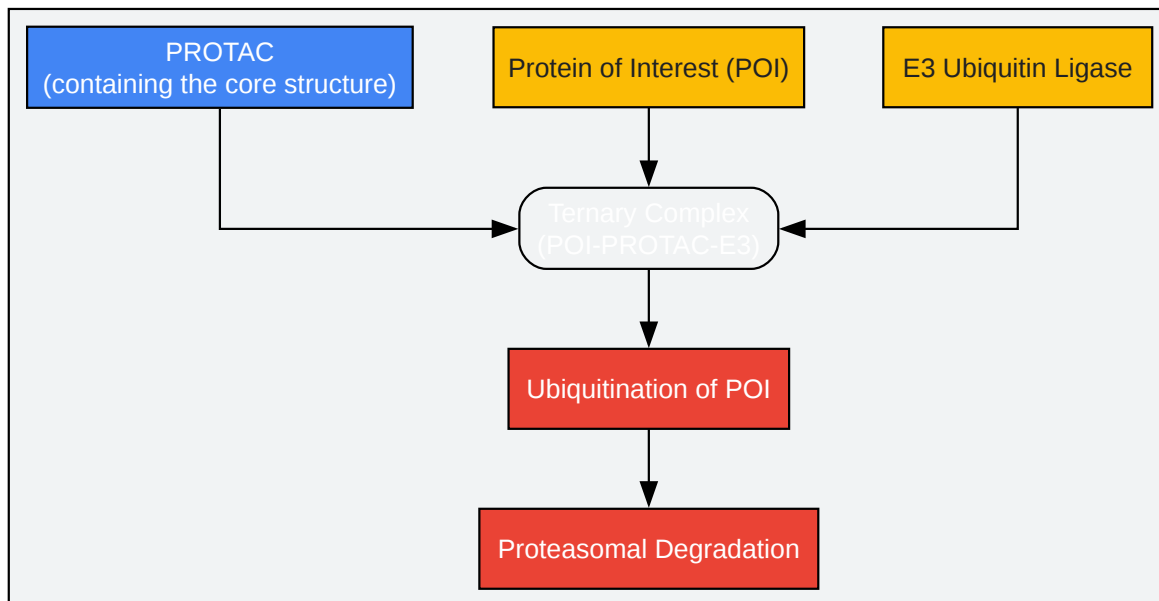 PROTAC
(containing the core structure)
Protein of Interest (POI)
E3 Ubiquitin Ligase
Ternary Complex
(POI-PROTAC-E3)
Ubiquitination of POI
Proteasomal Degradation